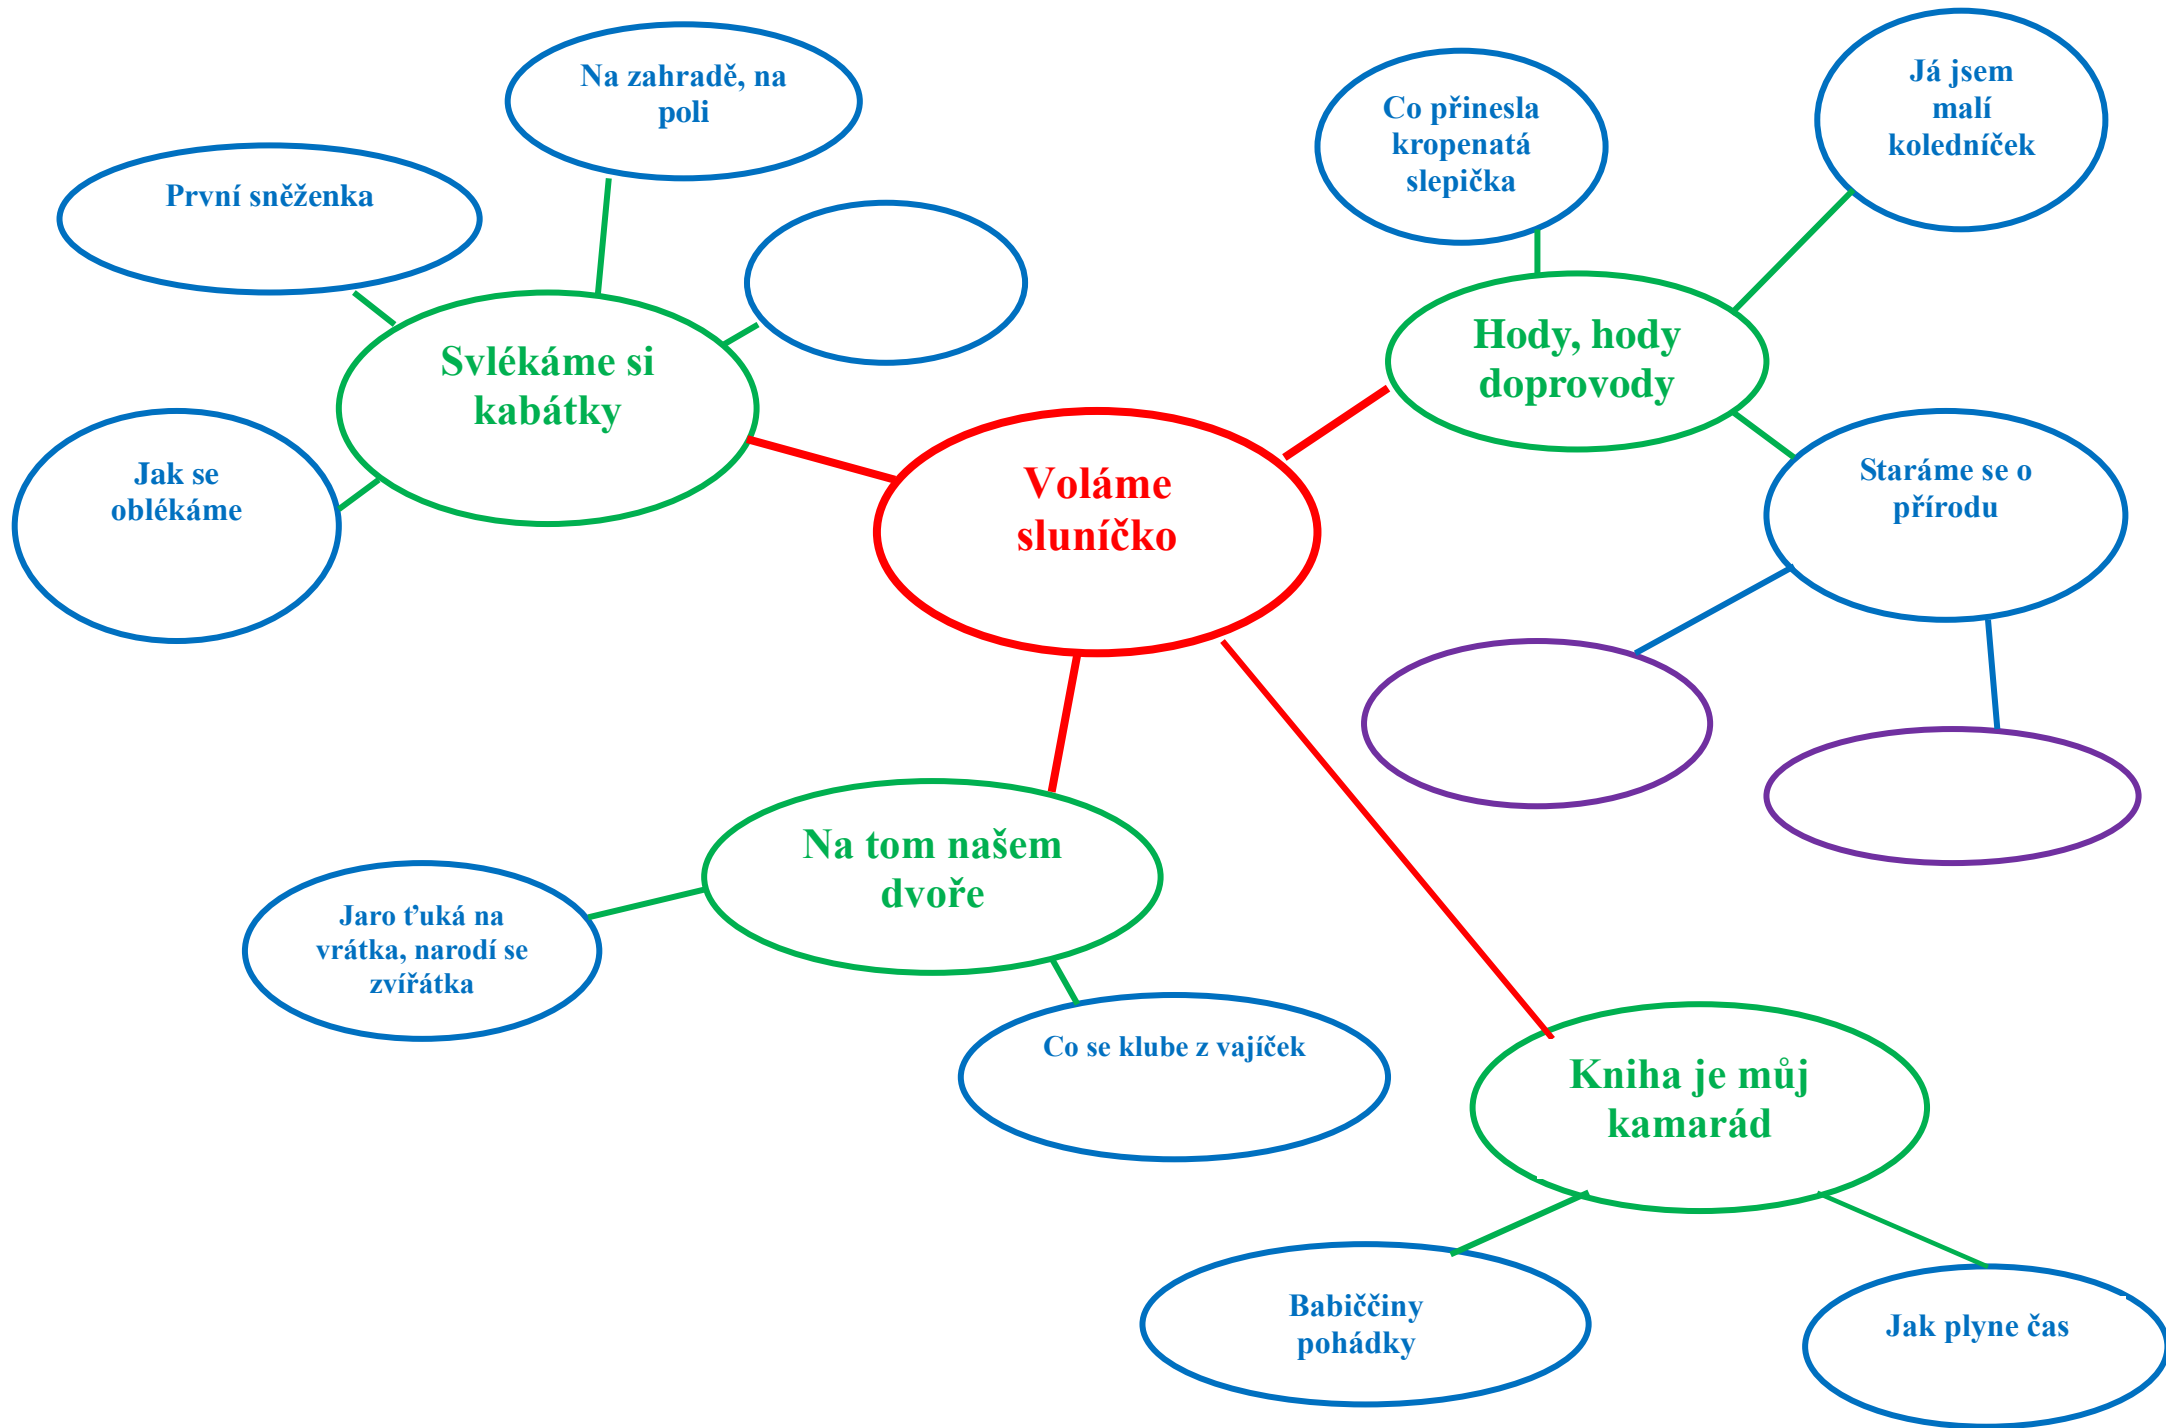 Na zahradě, na
poli
První sněženka
Svlékáme si
kabátky
Jak se
oblékáme
Co přinesla
kropenatá
slepička
Já jsem
malí
koledníček
Hody, hody
doprovody
Staráme se o
přírodu
Voláme
sluníčko
Na tom našem
dvoře
Jaro ťuká na
vrátka, narodí se
zvířátka
Co se klube z vajíček
Kniha je můj
kamarád
Babiččiny
pohádky
Jak plyne čas